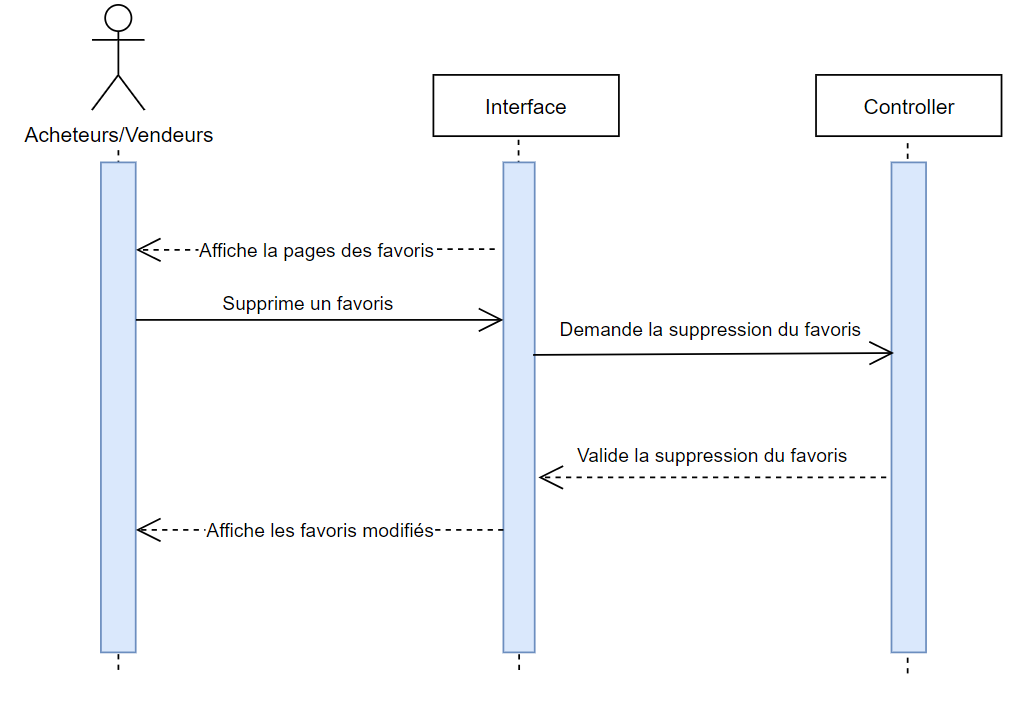 Acheteurs/Vendeurs
Interface
Controller
Affiche la pages des favoris
Supprime un favoris
Demande la suppression du favoris
Valide la suppression du favoris
Affiche les favoris modifiés